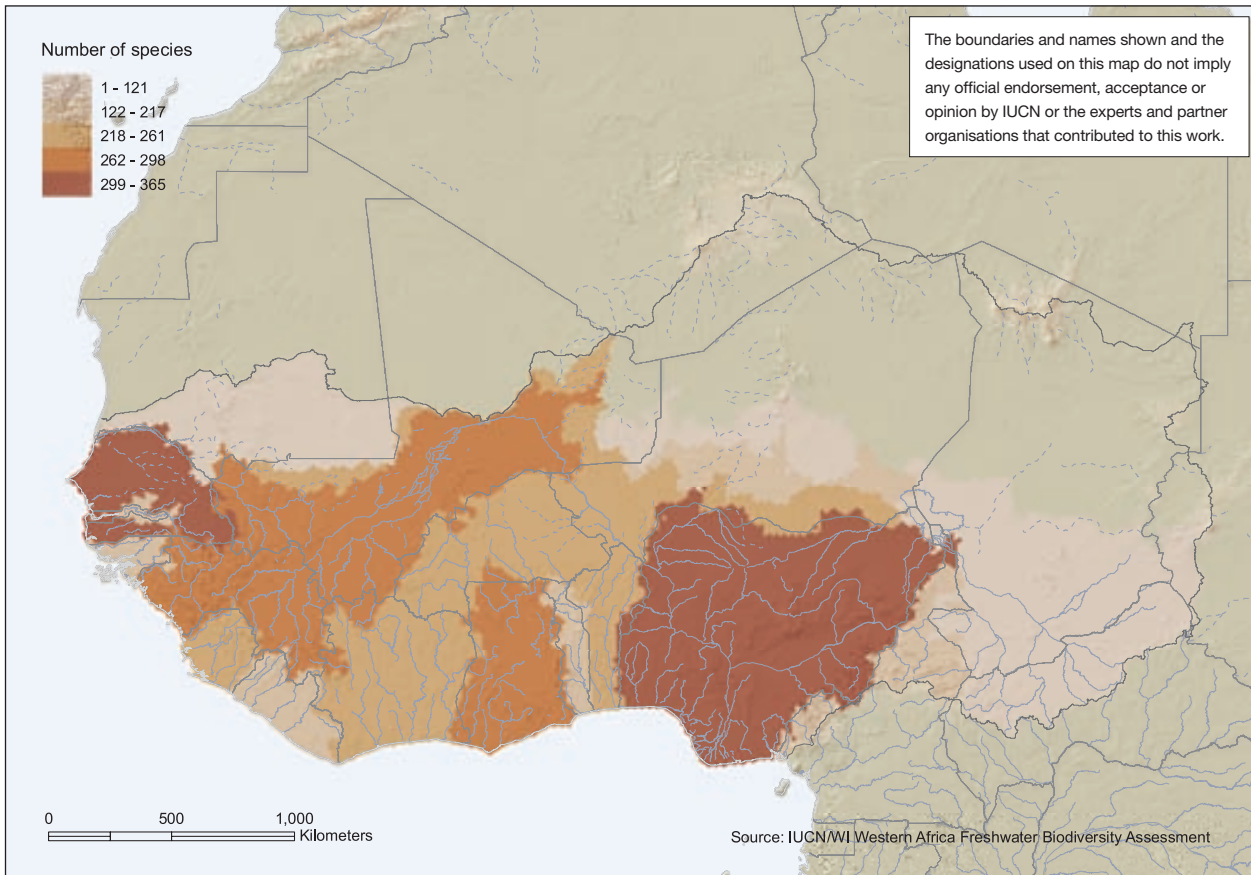 Number of species
1 - 121
122 - 217
218 - 261
262 - 298
299 - 365
The boundaries and names shown and the
designations used on this map do not imply
any official endorsement, acceptance or
opinion by IUCN or the experts and partner
organisations that contributed to this work.
0 500 1,000
Kilometers
Source: IUCN/WI Western Africa Freshwater Biodiversity Assessment